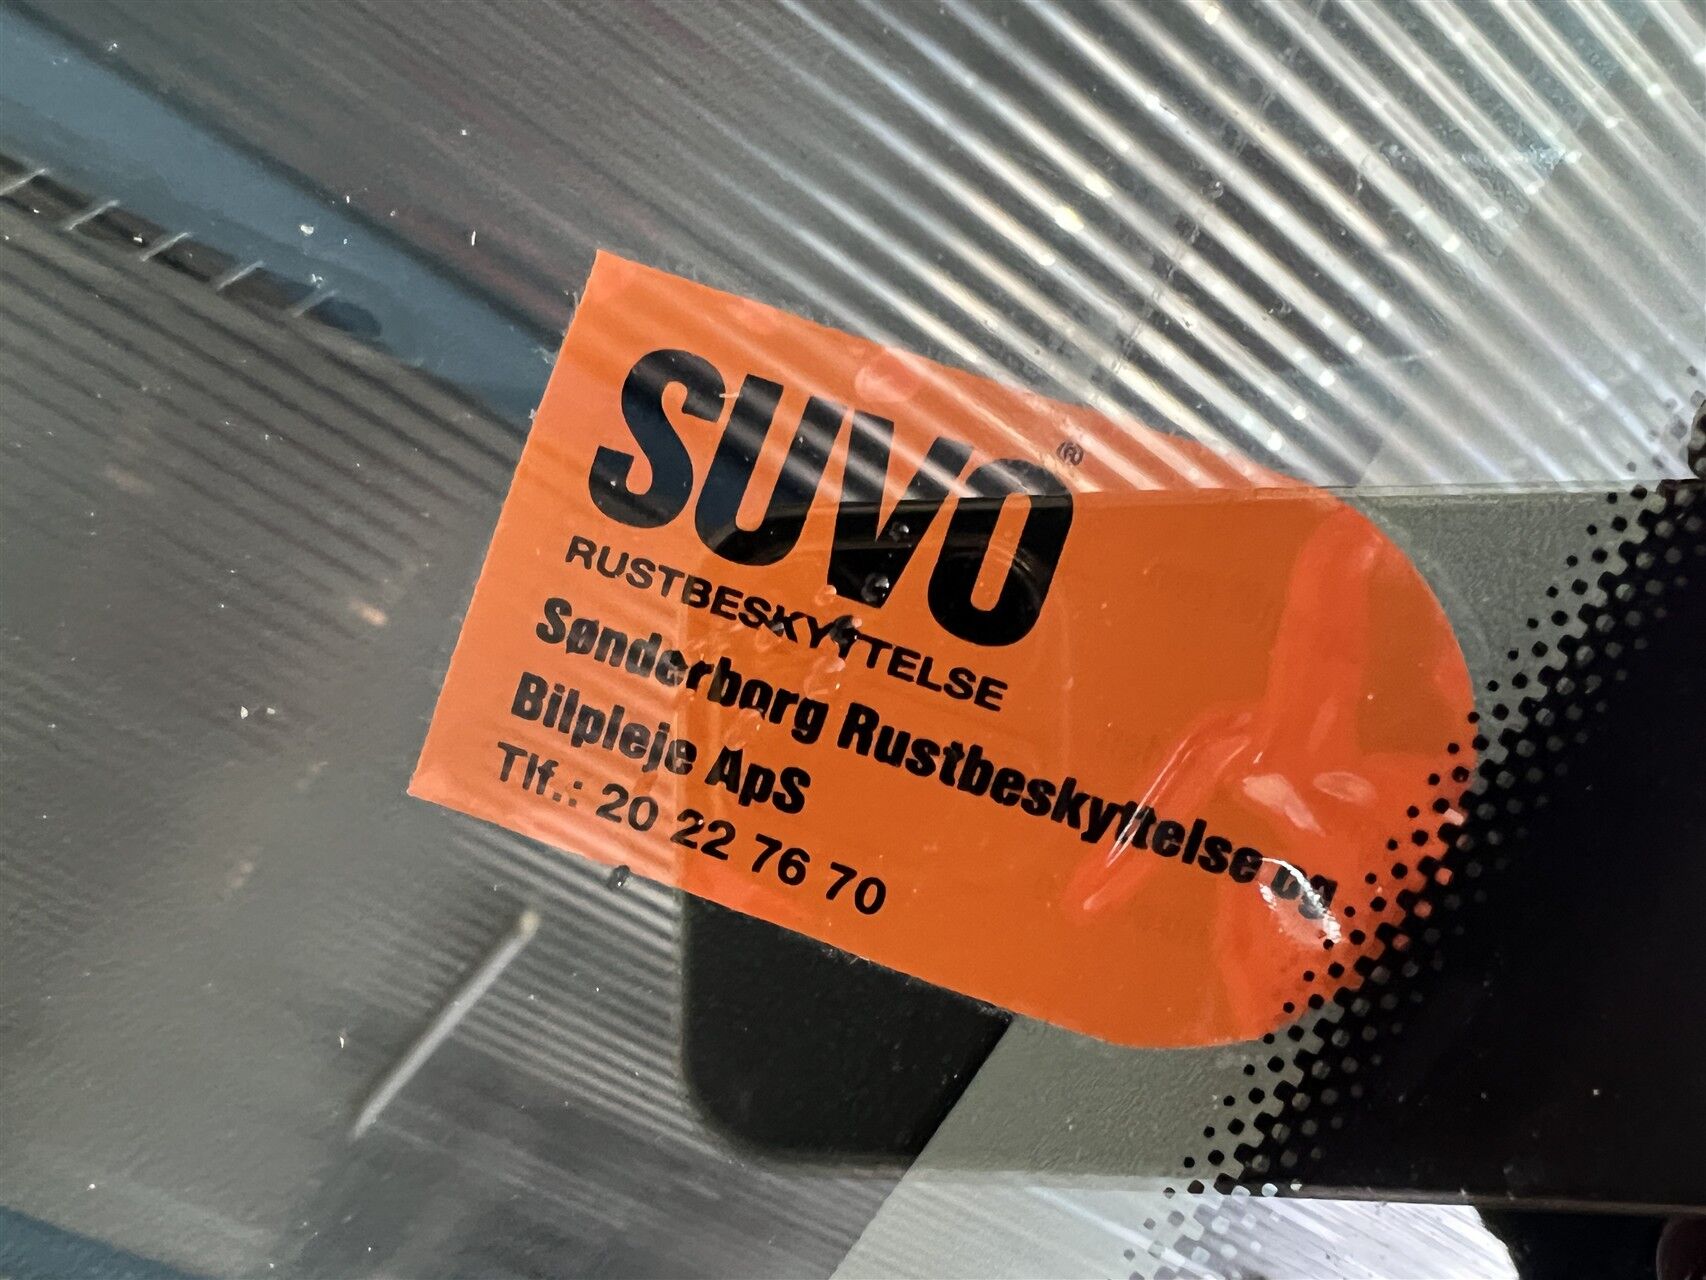 SUVO®
RUSTBESKYTTELSE
Sønderborg Rustbeskyttelse og
Bilpleje ApS
Tlf.: 20 22 76 70